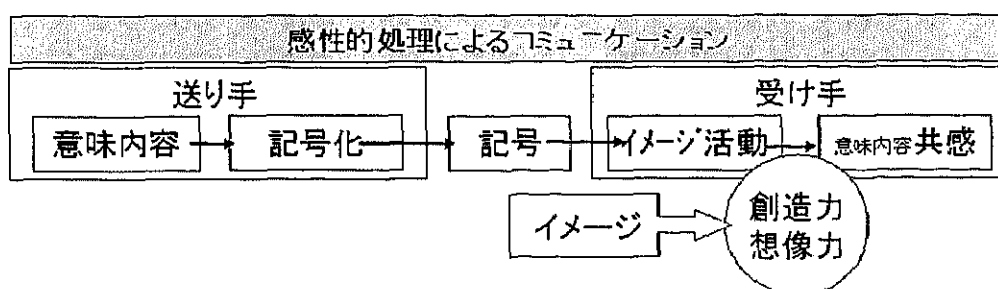 感性的処理によるコミュニケーション
送り手
受け手
意味内容
記号化
記号
イメージ活動
意味内容共感
イメージ
創造力
想像力